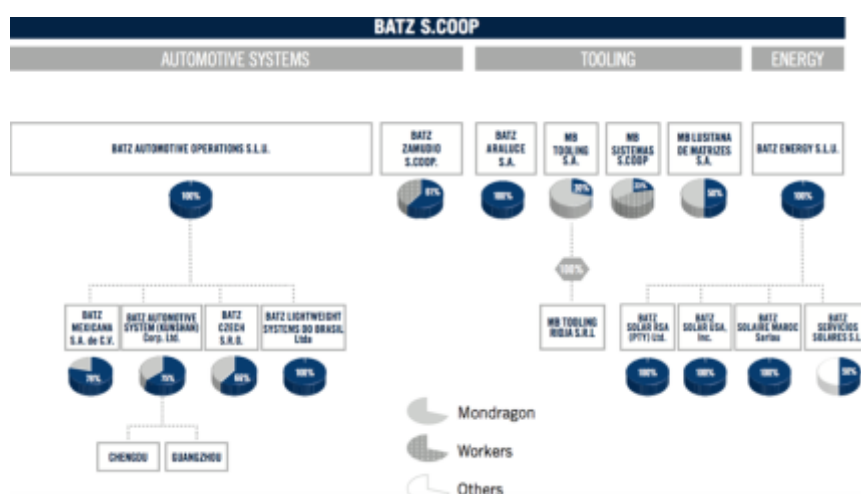 BATZ S.COOP
AUTOMOTIVE SYSTEMS
TOOLING
ENERGY
BATZ AUTOMOTIVE OPERATIONS S.L.U.
BATZ
ZAMUDIO
S.COOP.
BATZ
ARALUCE
S.A.
MB
TOOLING
S.A.
MB
SISTEMAS
S.COOP
MB LUSITANA
DE MATRIZES
S.A.
BATZ ENERGY S.L.U.
100%
100%
50%
100%
100%
BATZ
MEXICANA
S.A. de C.V.
BATZ AUTOMOTIVE
SYSTEM (KUNSHAN)
Corp. Ltd.
BATZ
CZECH
S.R.O.
BATZ LIGHTWEIGHT
SYSTEMS DO BRASIL
Ltda
MB TOOLING
RIOJA S.R.L
BATZ
SOLAR RSA
(PTY) Ltd.
BATZ
SOLAR USA,
Inc.
BATZ
SOLAIRE MAROC
Sarlau
BATZ
SERVICIOS
SOLARES S.L
100%
100%
100%
100%
50%
CHENGDU
GUANGZHOU
Mondragon
Workers
Others